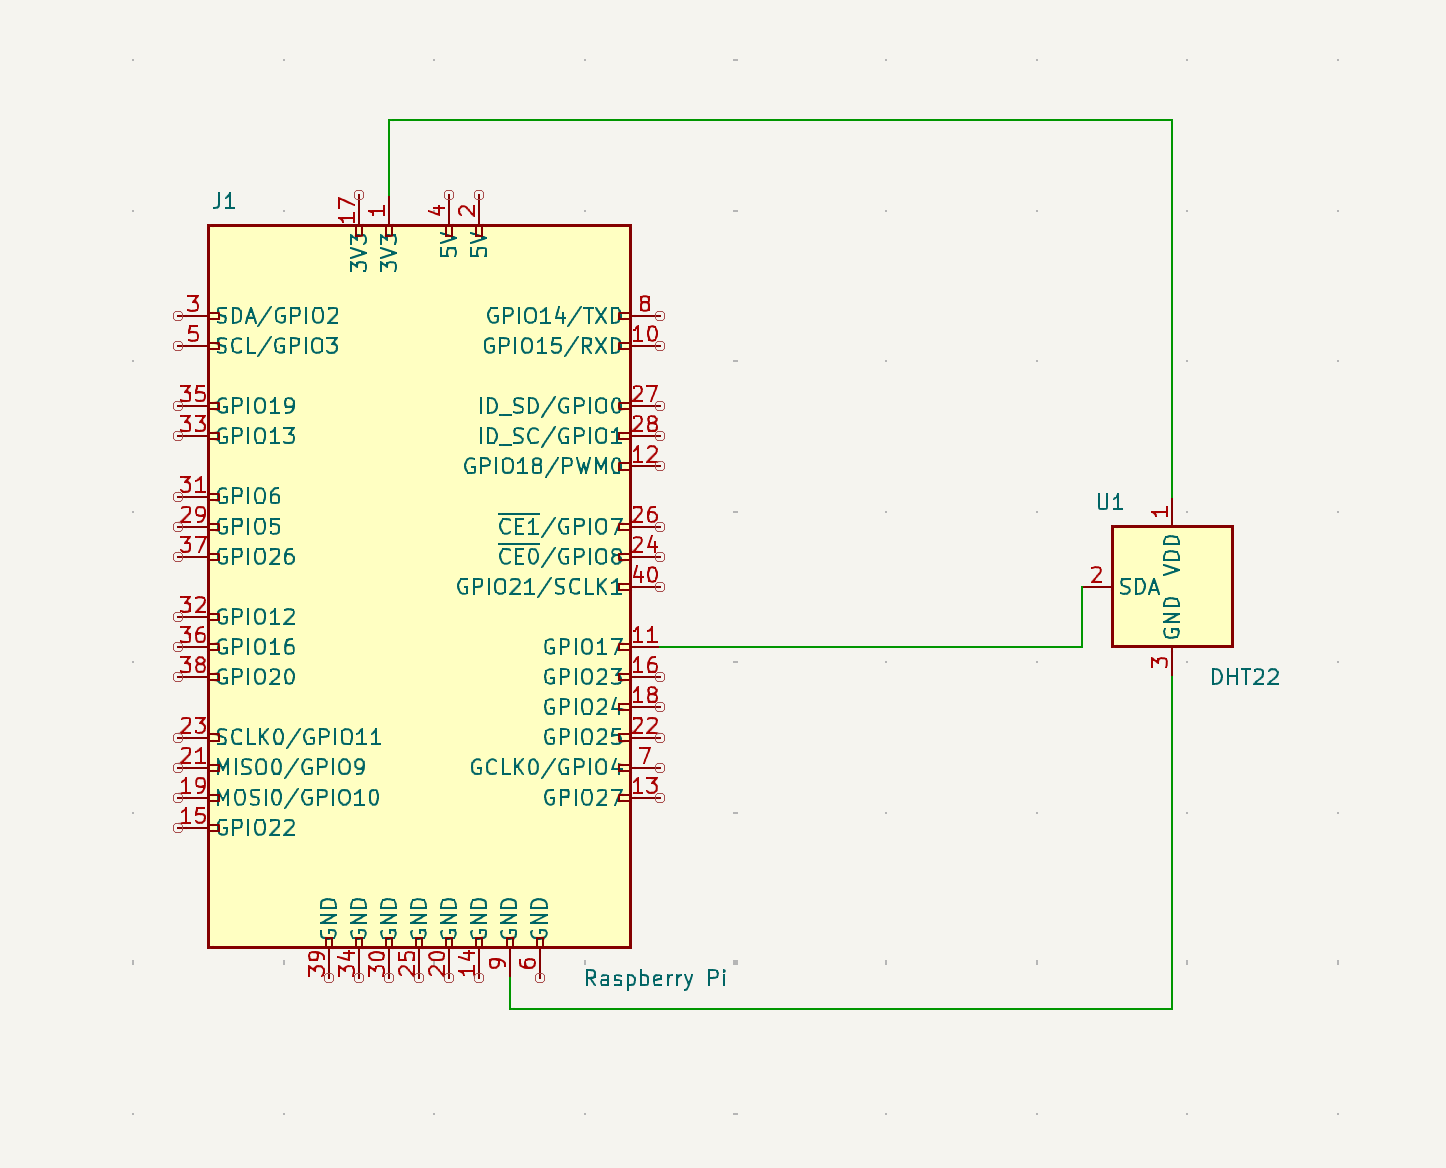 J1
17
1
4
2
3V3
3V3
5V
5V
3
SDA/GPIO2
GPIO14/TXD
8
5
SCL/GPIO3
GPIO15/RXD
10
35
GPIO19
ID_SD/GPIO0
27
33
GPIO13
ID_SC/GPIO1
28
GPIO18/PWM0
12
31
GPIO6
29
GPIO5
CE1/GPIO7
26
37
GPIO26
CE0/GPIO8
24
GPIO21/SCLK1
40
32
GPIO12
36
GPIO16
GPIO17
11
38
GPIO20
GPIO23
16
GPIO24
18
23
SCLK0/GPIO11
GPIO25
22
21
MISO0/GPIO9
GCLK0/GPIO4
7
19
MOSI0/GPIO10
GPIO27
13
15
GPIO22
GND
GND
GND
GND
GND
GND
GND
GND
39
34
30
25
20
14
9
6
Raspberry Pi
U1
1
VDD
2
SDA
GND
3
DHT22